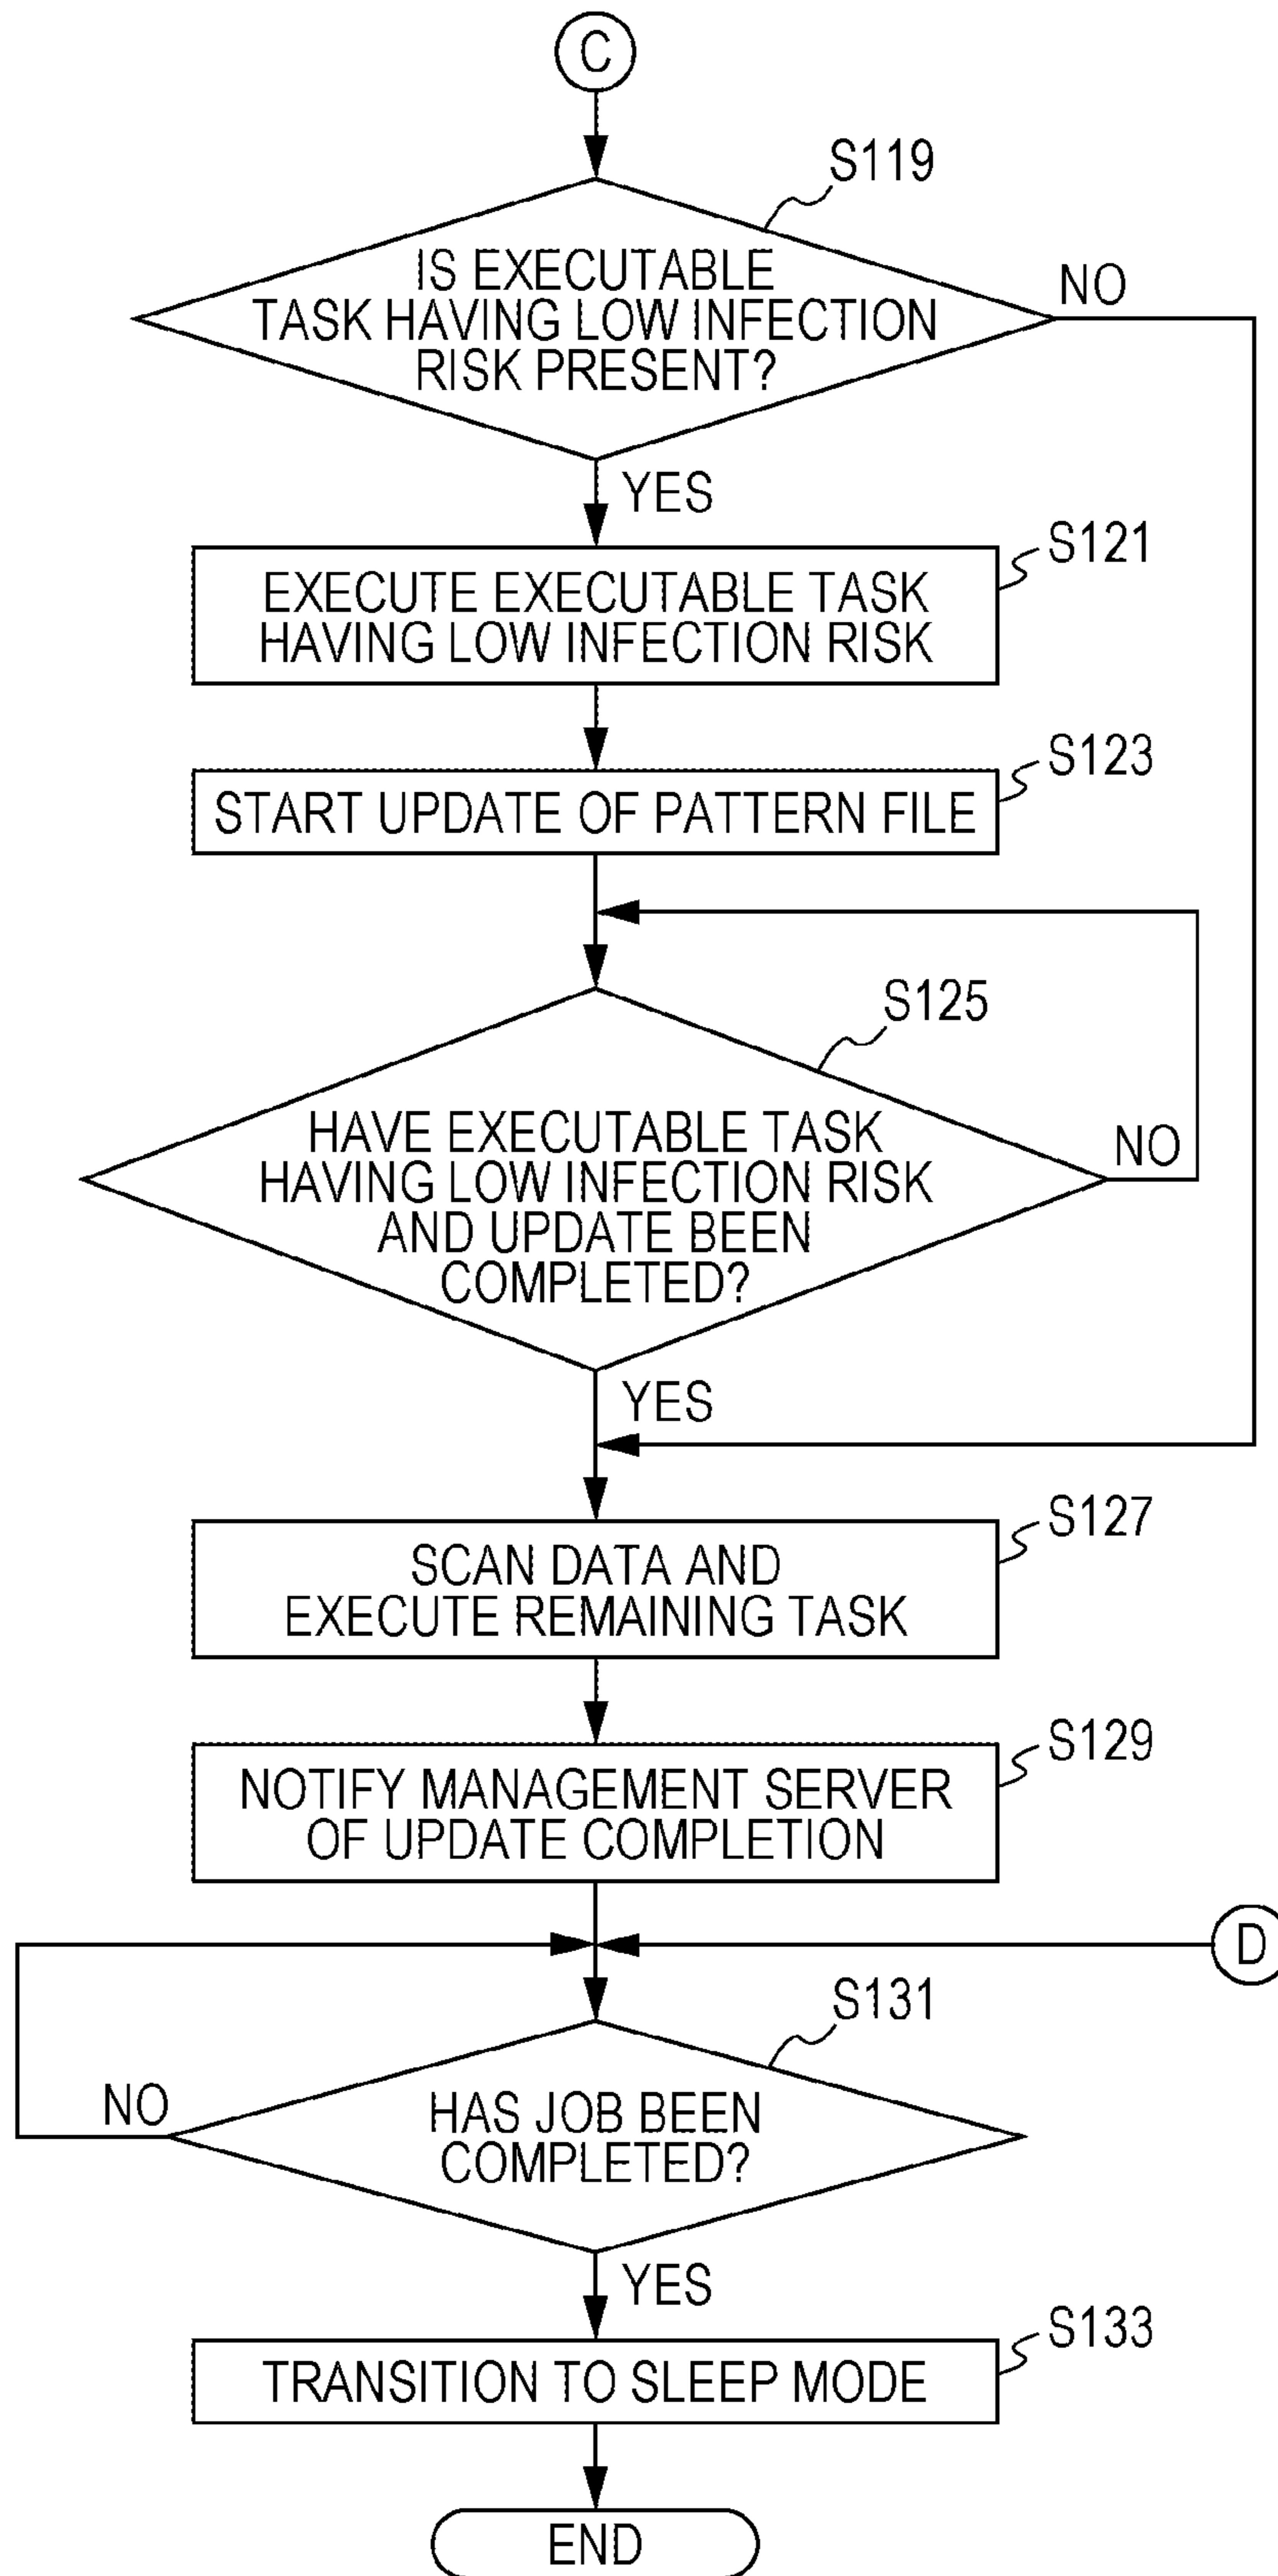 C
S119
IS EXECUTABLE
TASK HAVING LOW INFECTION
RISK PRESENT?
NO
YES
S121
EXECUTE EXECUTABLE TASK
HAVING LOW INFECTION RISK
S123
START UPDATE OF PATTERN FILE
S125
HAVE EXECUTABLE TASK
HAVING LOW INFECTION RISK
AND UPDATE BEEN
COMPLETED?
NO
YES
S127
SCAN DATA AND
EXECUTE REMAINING TASK
S129
NOTIFY MANAGEMENT SERVER
OF UPDATE COMPLETION
D
S131
NO
HAS JOB BEEN
COMPLETED?
YES
S133
TRANSITION TO SLEEP MODE
END